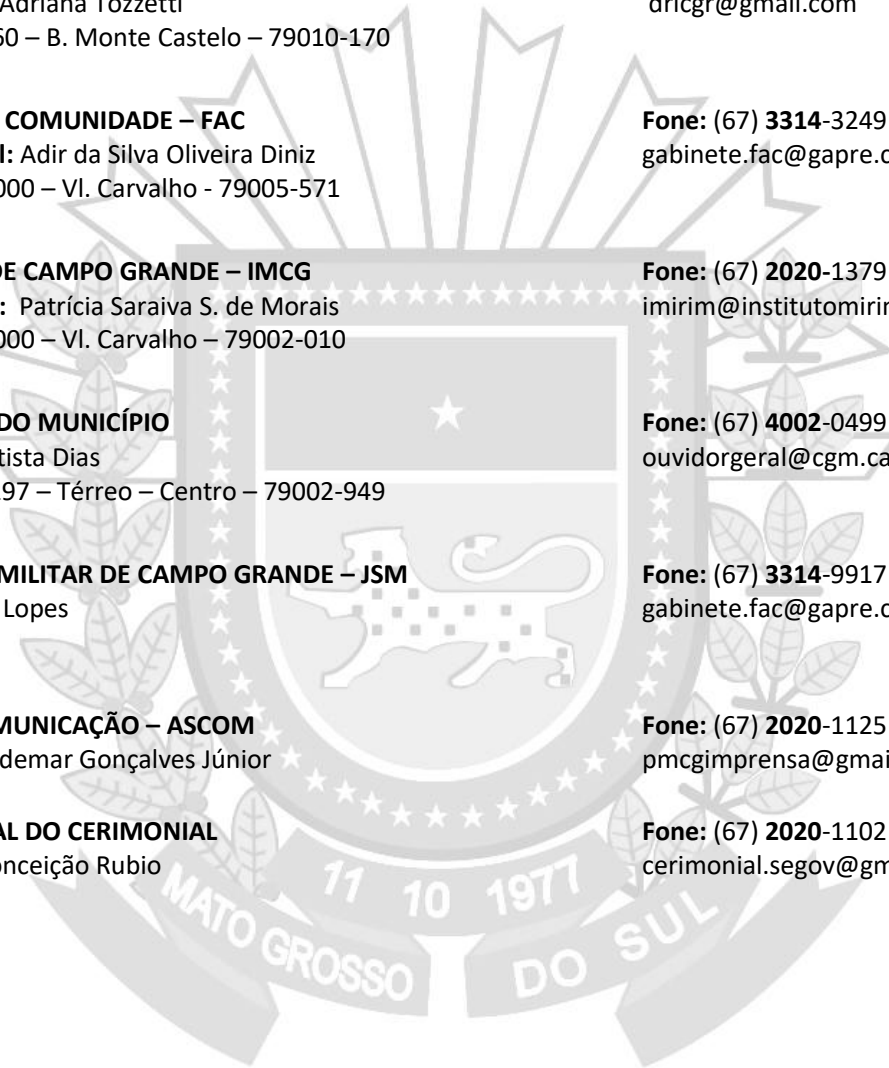 Adriana Tozzetti dricgr@gmail.com
60 – B. Monte Castelo – 79010-170
COMUNIDADE – FAC Fone: (67) 3314-3249
l: Adir da Silva Oliveira Diniz gabinete.fac@gapre.c
000 – Vl. Carvalho - 79005-571
DE CAMPO GRANDE – IMCG Fone: (67) 2020-1379
: Patrícia Saraiva S. de Morais imirim@institutomirin
000 – Vl. Carvalho – 79002-010
DO MUNICÍPIO Fone: (67) 4002-0499
tista Dias ouvidorgeral@cgm.ca
297 – Térreo – Centro – 79002-949
MILITAR DE CAMPO GRANDE – JSM Fone: (67) 3314-9917
Lopes gabinete.fac@gapre.c
MUNICAÇÃO – ASCOM Fone: (67) 2020-1125
demar Gonçalves Júnior pmcgimprensa@gmai
AL DO CERIMONIAL Fone: (67) 2020-1102
onceição Rubio cerimonial.segov@gm
11 10 1977
MATO GROSSO DO SUL